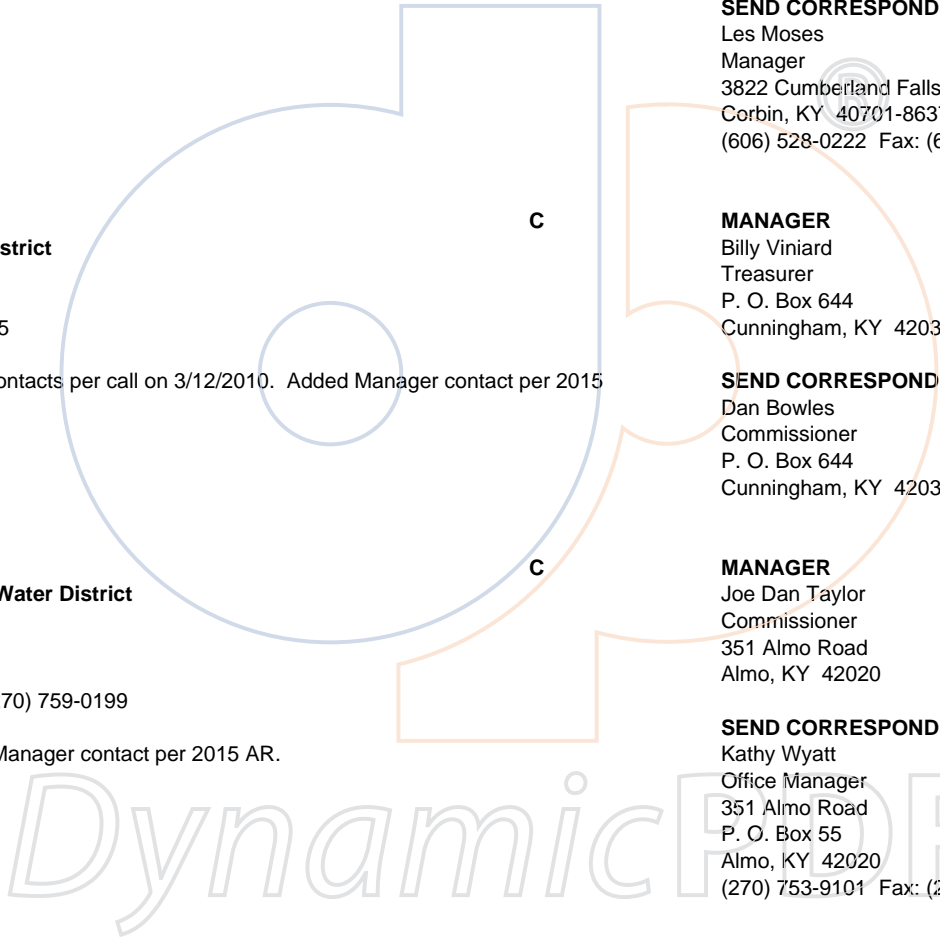 SEND CORRESPOND
Les Moses
Manager
3822 Cumberland Falls
Corbin, KY 40701-863
(606) 528-0222 Fax: (
C
MANAGER
strict
Billy Viniard
Treasurer
P. O. Box 644
5
Cunningham, KY 4203
ontacts per call on 3/12/2010. Added Manager contact per 2015
SEND CORRESPOND
Dan Bowles
Commissioner
P. O. Box 644
Cunningham, KY 4203
C
MANAGER
Water District
Joe Dan Taylor
Commissioner
351 Almo Road
Almo, KY 42020
70) 759-0199
SEND CORRESPOND
Manager contact per 2015 AR.
Kathy Wyatt
Office Manager
351 Almo Road
P. O. Box 55
Almo, KY 42020
(270) 753-9101 Fax: (2
DynamicPDF
®